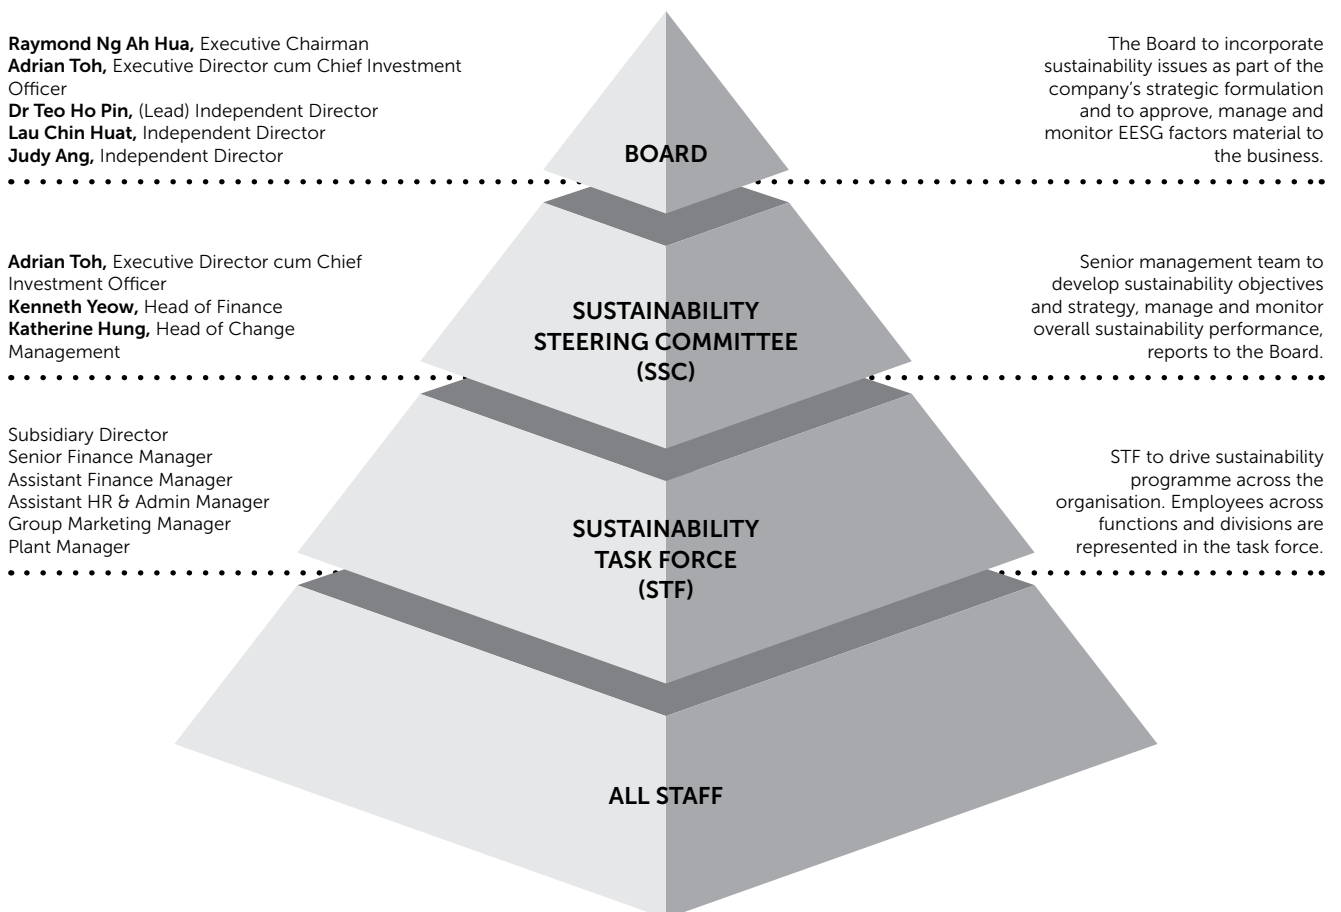 Raymond Ng Ah Hua, Executive Chairman
Adrian Toh, Executive Director cum Chief Investment
Officer
Dr Teo Ho Pin, (Lead) Independent Director
Lau Chin Huat, Independent Director
Judy Ang, Independent Director
BOARD
The Board to incorporate
sustainability issues as part of the
company's strategic formulation
and to approve, manage and
monitor EESG factors material to
the business.
Adrian Toh, Executive Director cum Chief
Investment Officer
Kenneth Yeow, Head of Finance
Katherine Hung, Head of Change
Management
SUSTAINABILITY
STEERING COMMITTEE
(SSC)
Senior management team to
develop sustainability objectives
and strategy, manage and monitor
overall sustainability performance,
reports to the Board.
Subsidiary Director
Senior Finance Manager
Assistant Finance Manager
Assistant HR & Admin Manager
Group Marketing Manager
Plant Manager
SUSTAINABILITY
TASK FORCE
(STF)
STF to drive sustainability
programme across the
organisation. Employees across
functions and divisions are
represented in the task force.
ALL STAFF